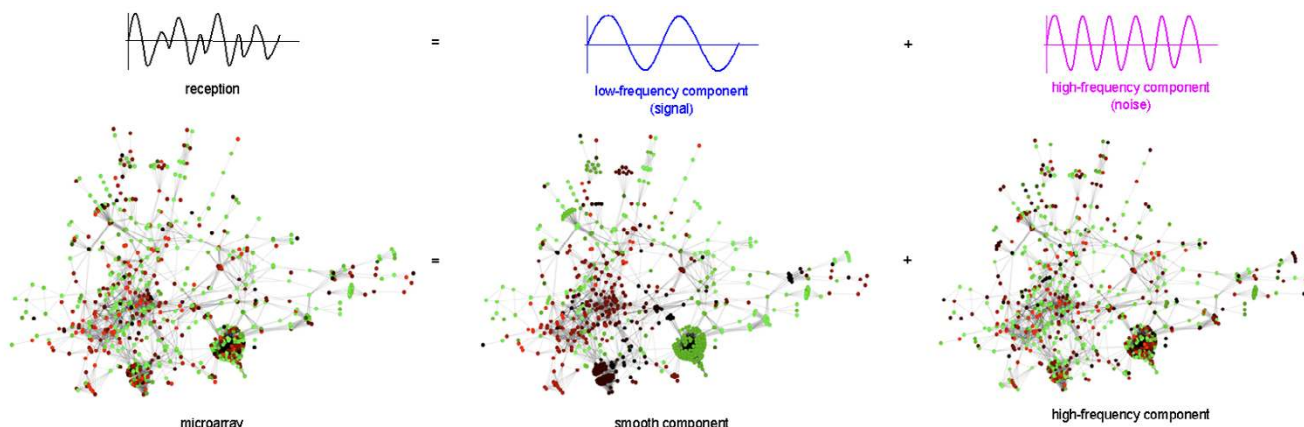 =
+
reception
low-frequency component
(signal)
high-frequency component
(noise)
=
+
microarray
smooth component
high-frequency component